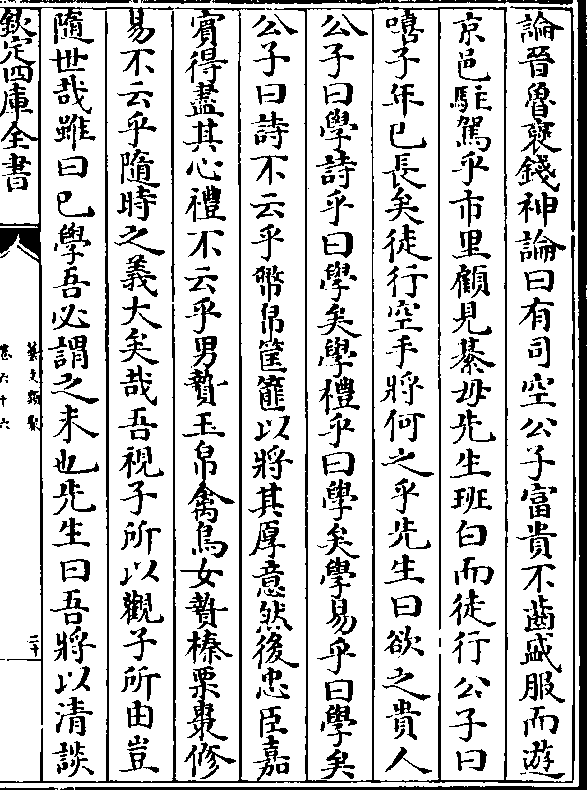 論晉魯襃錢神論曰有司空公子富貴不齒盛服而遊
京邑駐駕乎市里顧見綦母先生班白而徒行公子曰
嘻子年已長矣徒行空手將何之乎先生曰欲之貴人
公子曰學詩乎曰學矣學禮乎曰學矣學易乎曰學矣
公子曰詩不云乎幣帛筐篚以將其厚意然後忠臣嘉
賓得盡其心禮不云乎男贄玉帛禽鳥女贄榛栗棗修
易不云乎隨時之義大矣哉吾視子所以觀子所由豈
隨世哉雖曰已學吾必謂之未也先生曰吾將以清談
欽定四庫全書
藝文類聚
卷六十六
二十